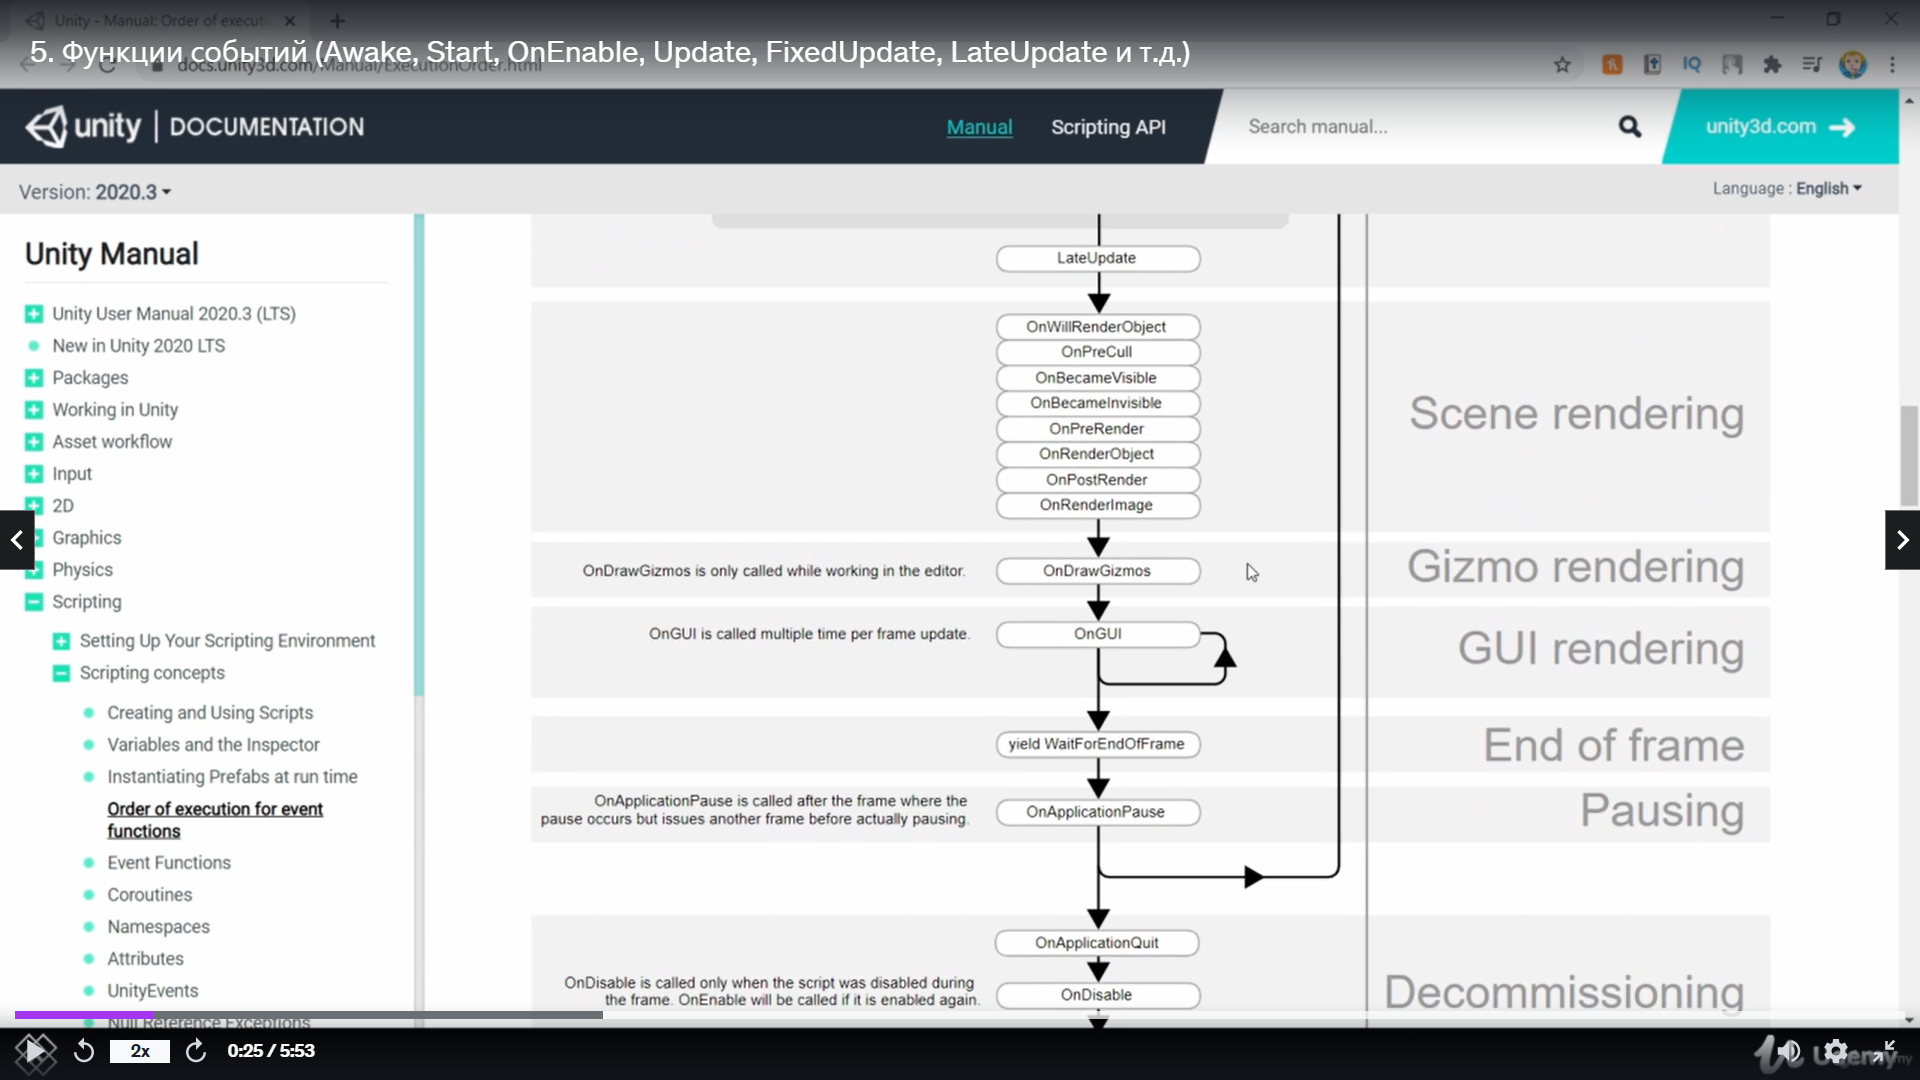 Unity - Manual: Order of executi
5. Функции событий (Awake, Start, OnEnable, Update, FixedUpdate, LateUpdate и т.д.)
docs.unity3d.com/Manual/ExecutionOrder.html
IQ
unity | DOCUMENTATION
Manual
Scripting API
Search manual...
unity3d.com
Version: 2020.3
Language : English
Unity Manual
Unity User Manual 2020.3 (LTS)
New in Unity 2020 LTS
Packages
Working in Unity
Asset workflow
Input
2D
Graphics
Physics
Scripting
Setting Up Your Scripting Environment
Scripting concepts
Creating and Using Scripts
Variables and the Inspector
Instantiating Prefabs at run time
Order of execution for event
functions
Event Functions
Coroutines
Namespaces
Attributes
UnityEvents
Null Reference Exceptions
LateUpdate
OnWillRenderObject
OnPreCull
OnBecameVisible
OnBecameInvisible
OnPreRender
OnRenderObject
OnPostRender
OnRenderImage
Scene rendering
OnDrawGizmos is only called while working in the editor.
OnDrawGizmos
Gizmo rendering
OnGUI is called multiple time per frame update.
OnGUI
GUI rendering
yield WaitForEndOfFrame
End of frame
OnApplicationPause is called after the frame where the
pause occurs but issues another frame before actually pausing.
OnApplicationPause
Pausing
OnApplicationQuit
OnDisable is called only when the script was disabled during
the frame. OnEnable will be called if it is enabled again.
OnDisable
Decommissioning
2x
0:25 / 5:53
Udemy